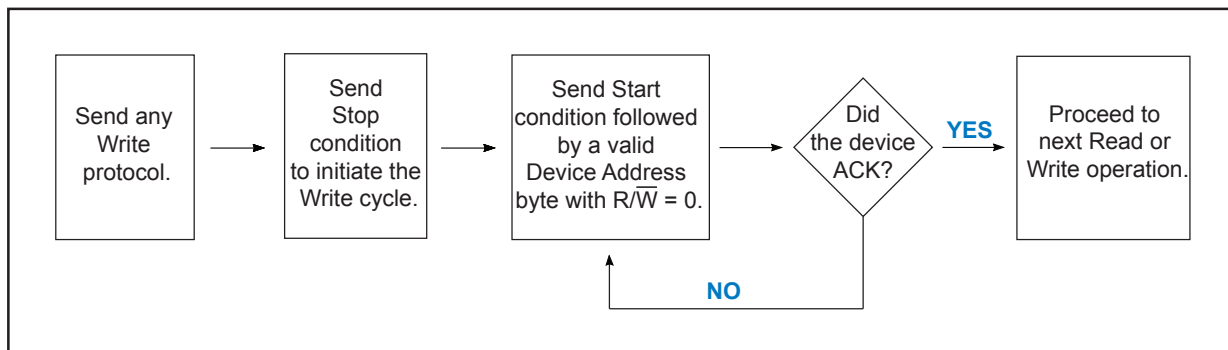 Send any
Write
protocol.
Send
Stop
condition
to initiate the
Write cycle.
Send Start
condition followed
by a valid
Device Address
byte with R/W̅ = 0.
Did
the device
ACK?
YES
NO
Proceed to
next Read or
Write operation.